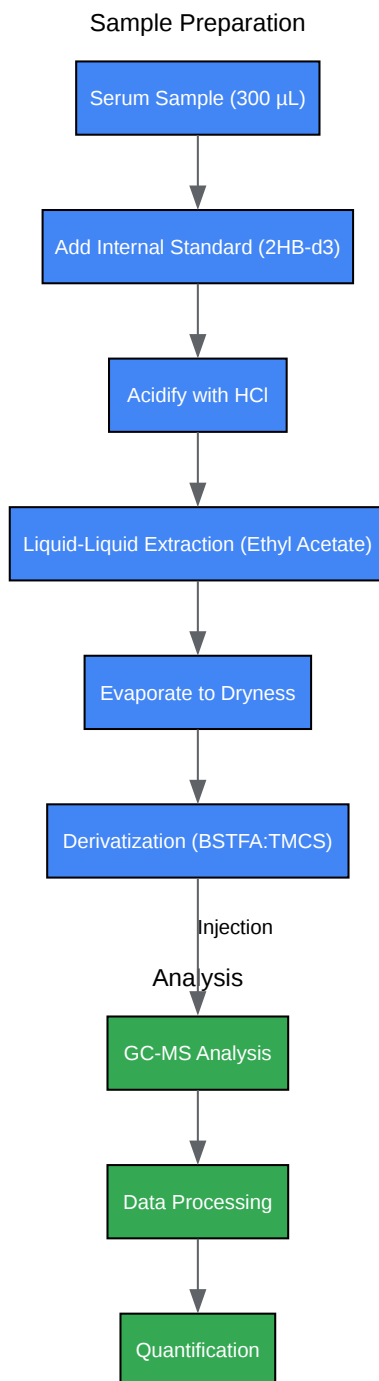 Sample Preparation
Serum Sample (300 µL)
Add Internal Standard (2HB-d3)
Acidify with HCl
Liquid-Liquid Extraction (Ethyl Acetate)
Evaporate to Dryness
Derivatization (BSTFA:TMCS)
Injection
Analysis
GC-MS Analysis
Data Processing
Quantification